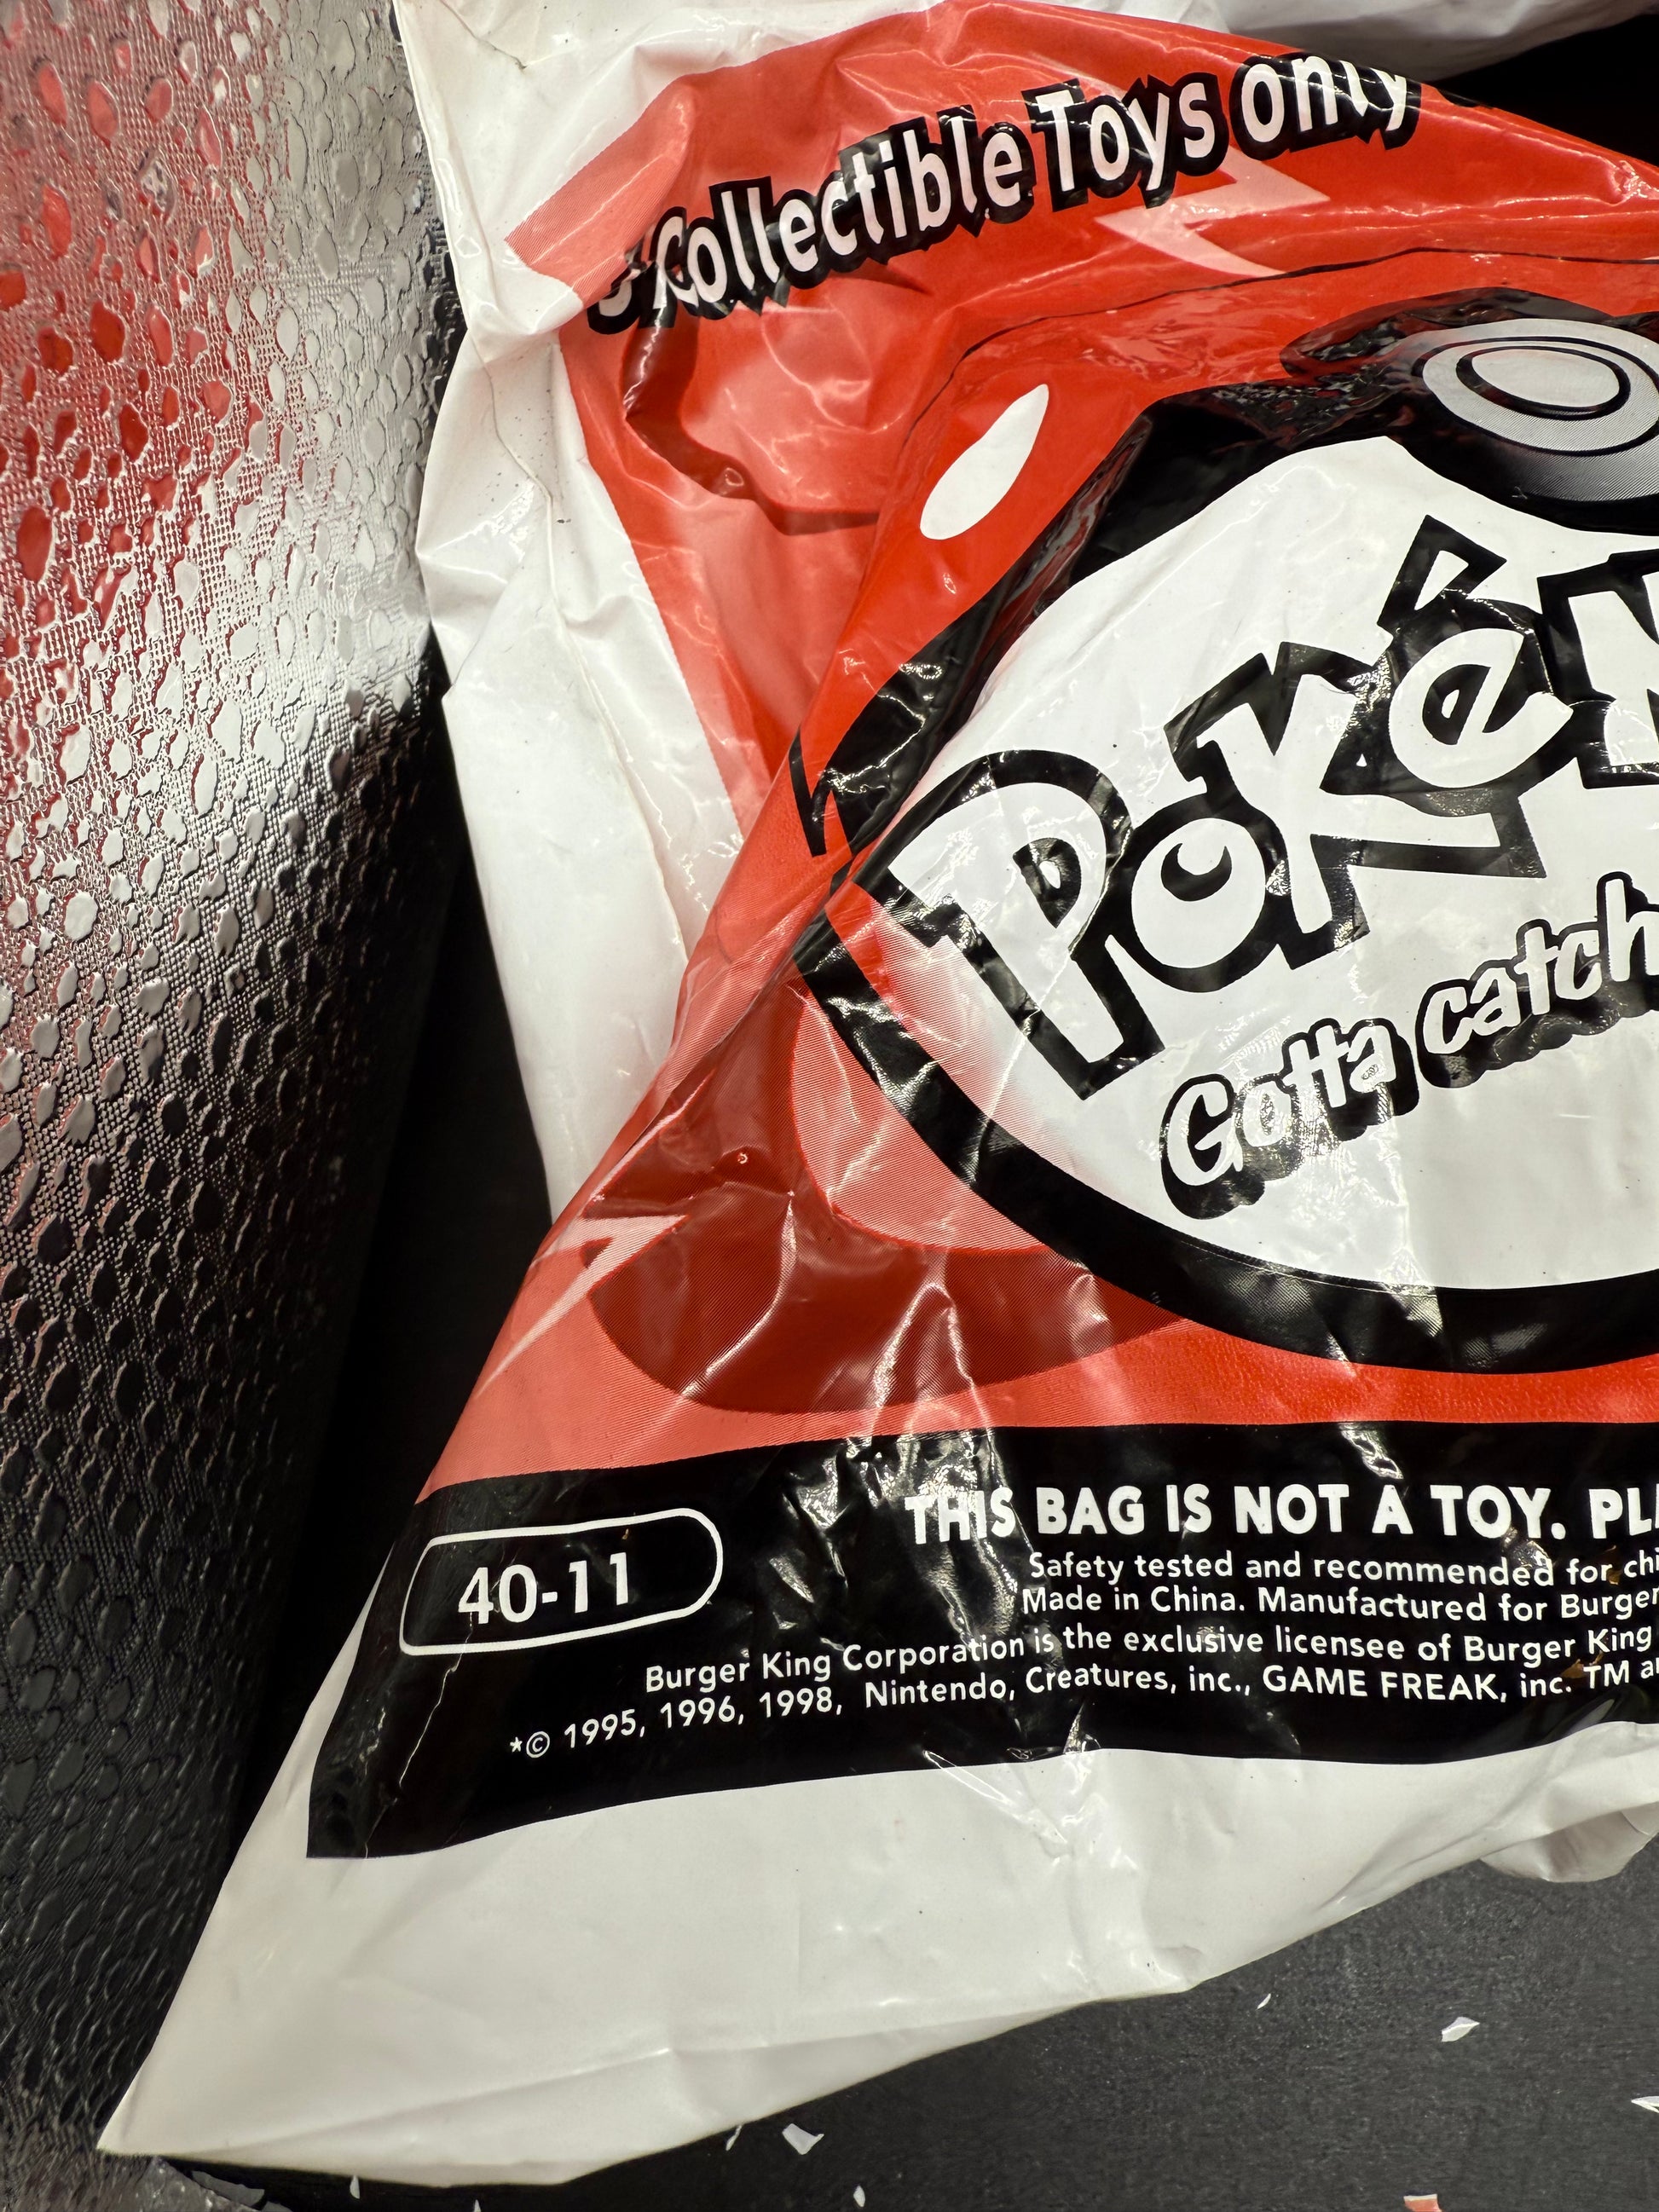 Collectible Toys only
Poké
Gotta catch
THIS BAG IS NOT A TOY.
40-11
Safety tested and recommended for
Made in China. Manufactured for Burger
Burger King Corporation is the exclusive licensee of Burger King
*© 1995, 1996, 1998, Nintendo, Creatures, inc., GAME FREAK, inc. TM